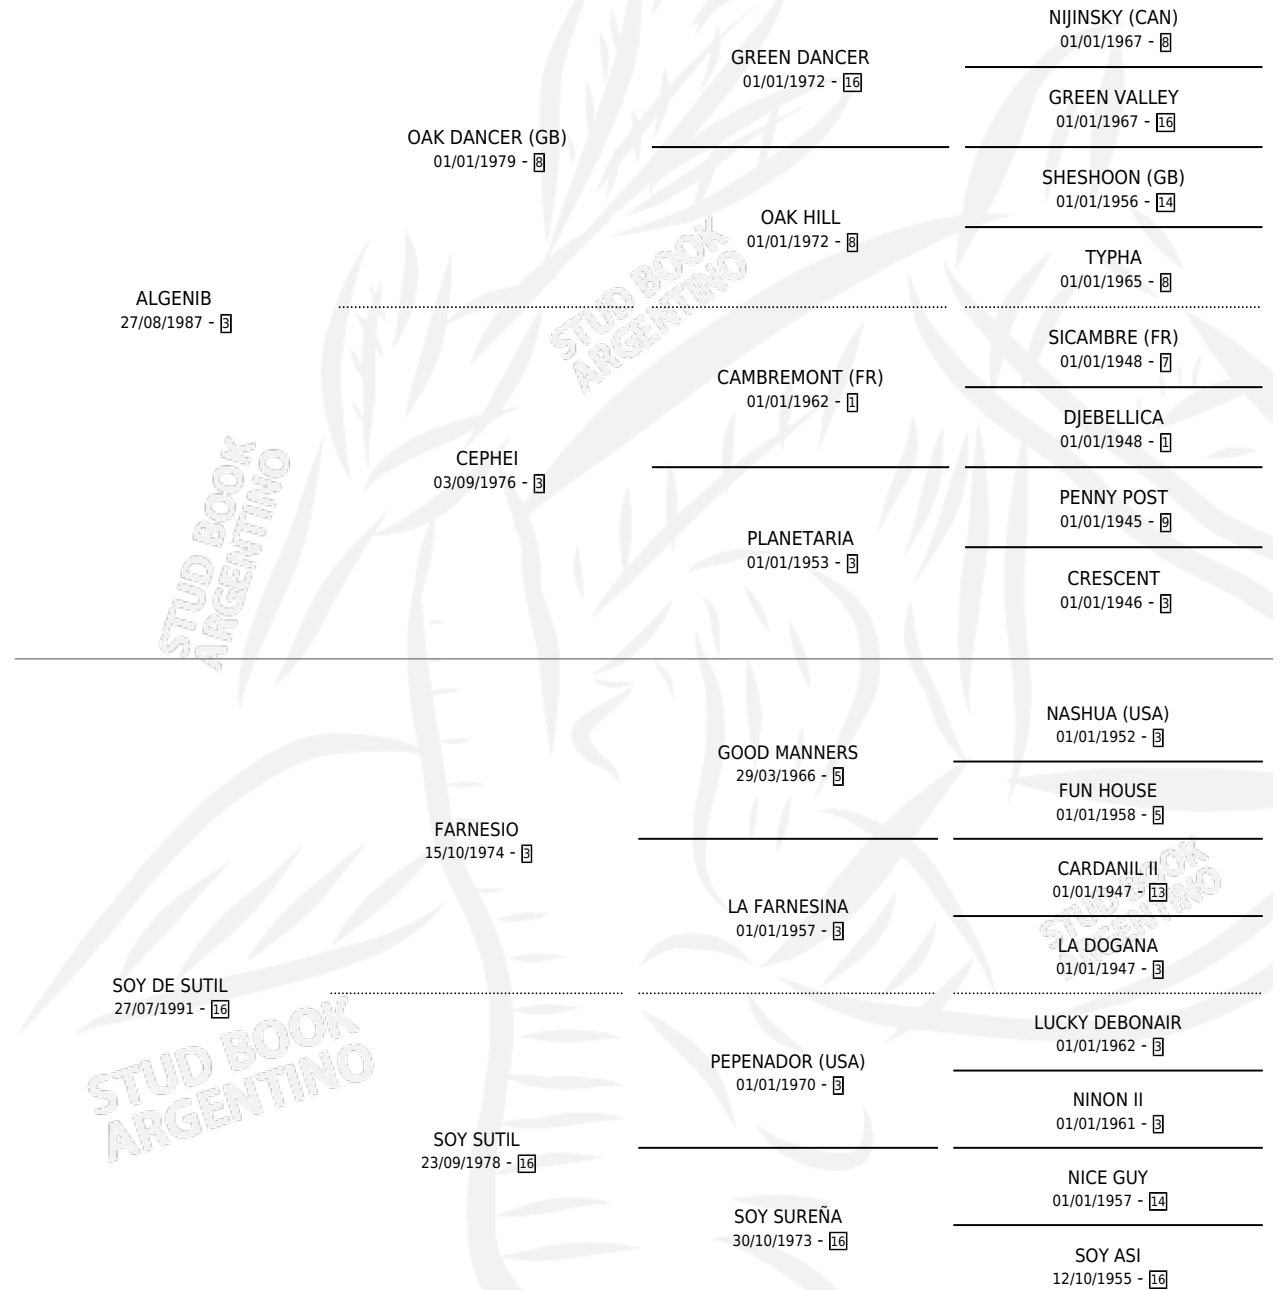 NIJINSKY (CAN)
01/01/1967 - 8
GREEN DANCER
01/01/1972 - 16
GREEN VALLEY
01/01/1967 - 16
OAK DANCER (GB)
01/01/1979 - 8
SHESHOON (GB)
01/01/1956 - 14
OAK HILL
01/01/1972 - 8
TYPHA
01/01/1965 - 8
ALGENIB
27/08/1987 - 3
SICAMBRE (FR)
01/01/1948 - 7
CAMBREMONT (FR)
01/01/1962 - 1
DJEBELLICA
01/01/1948 - 1
CEPHEI
03/09/1976 - 3
PENNY POST
01/01/1945 - 9
PLANETARIA
01/01/1953 - 3
CRESCENT
01/01/1946 - 3
NASHUA (USA)
01/01/1952 - 3
GOOD MANNERS
29/03/1966 - 5
FUN HOUSE
01/01/1958 - 5
FARNESIO
15/10/1974 - 3
CARDANIL II
01/01/1947 - 13
LA FARNESINA
01/01/1957 - 3
LA DOGANA
01/01/1947 - 3
SOY DE SUTIL
27/07/1991 - 16
LUCKY DEBONAIR
01/01/1962 - 3
PEPENADOR (USA)
01/01/1970 - 3
NINON II
01/01/1961 - 3
SOY SUTIL
23/09/1978 - 16
NICE GUY
01/01/1957 - 14
SOY SUREÑA
30/10/1973 - 16
SOY ASI
12/10/1955 - 16
STUD BOOK
ARGENTINO
STUD BOOK
ARGENTINO
STUD BOOK
ARGENTINO
STUD BOOK
ARGENTINO